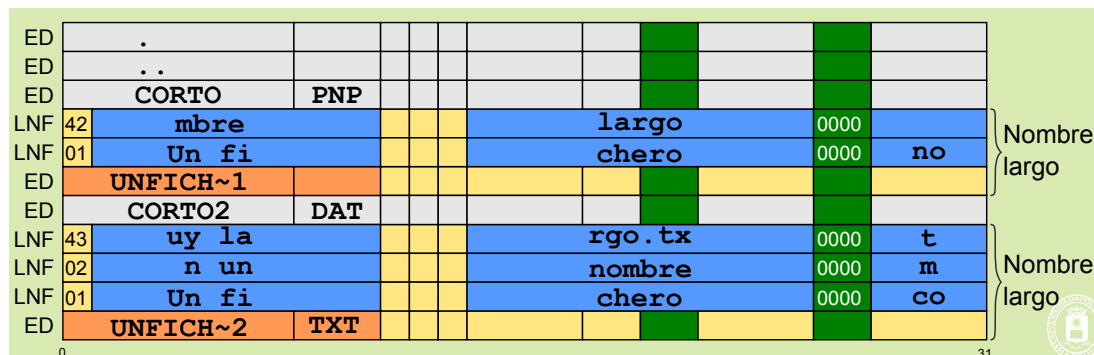 ED .
ED ..
ED CORTO PNP
LNF 42 mbre largo 0000
LNF 01 Un fi chero 0000 no
ED UNFICH~1
Nombre largo
ED CORTO2 DAT
LNF 43 uy la rgo.tx 0000 t
LNF 02 n un nombre 0000 m
LNF 01 Un fi chero 0000 co
ED UNFICH~2 TXT
Nombre largo
0 31